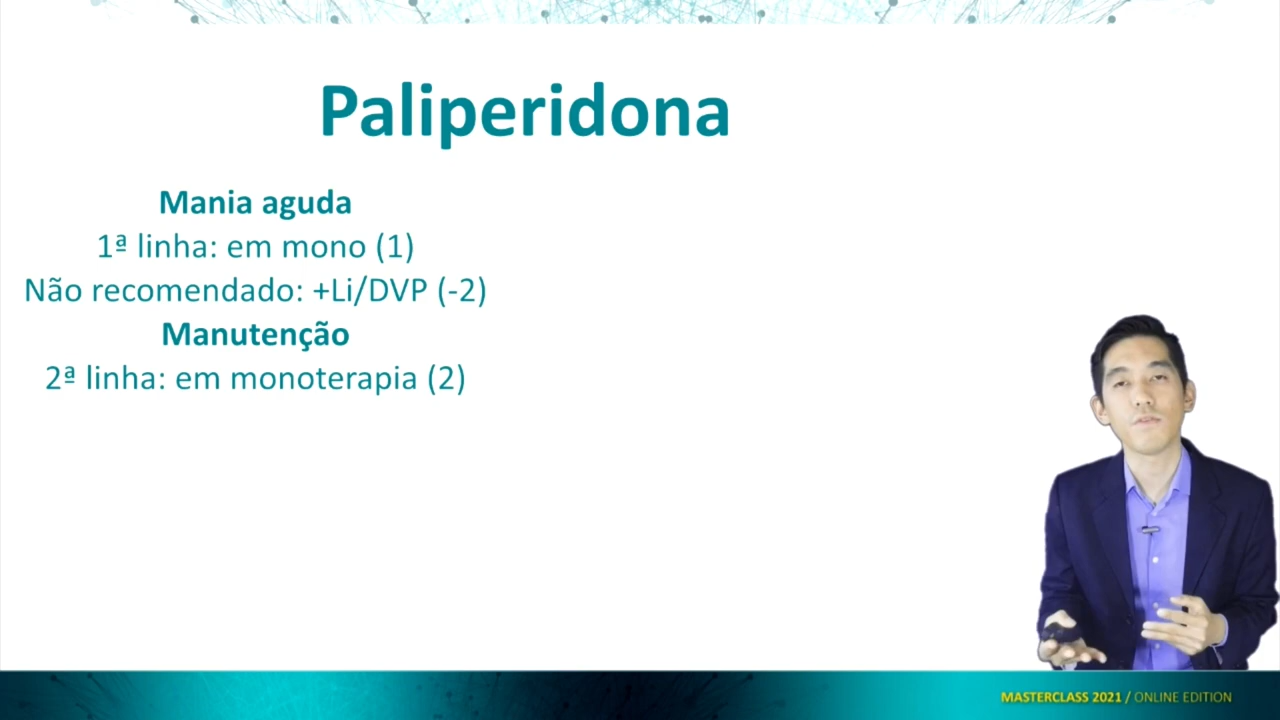 Paliperidona
Mania aguda
1ª linha: em mono (1)
Não recomendado: +Li/DVP (-2)
Manutenção
2ª linha: em monoterapia (2)
MASTERCLASS 2021 / ONLINE EDITION